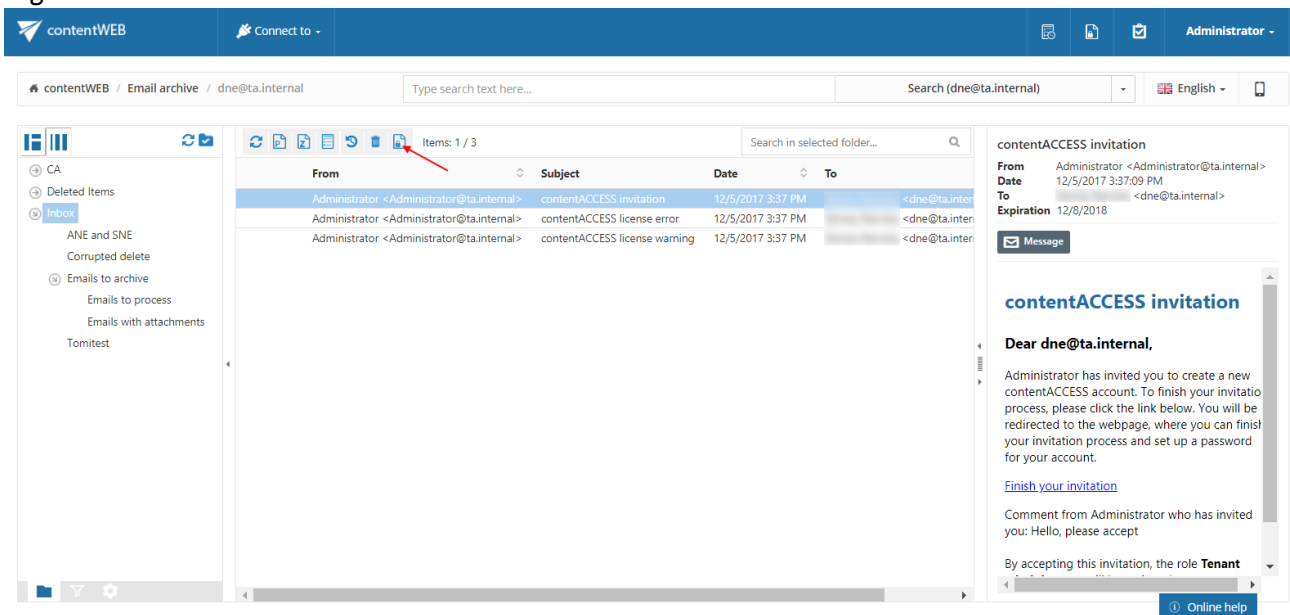 contentWEB
Connect to
Administrator
contentWEB / Email archive / dne@ta.internal
Type search text here...
Search (dne@ta.internal)
English
CA
Deleted Items
Inbox
ANE and SNE
Corrupted delete
Emails to archive
Emails to process
Emails with attachments
Tomitest
Items: 1 / 3
Search in selected folder...
From Subject Date To
Administrator <Administrator@ta.internal> contentACCESS invitation 12/5/2017 3:37 PM <dne@ta.inter
Administrator <Administrator@ta.internal> contentACCESS license error 12/5/2017 3:37 PM <dne@ta.inter
Administrator <Administrator@ta.internal> contentACCESS license warning 12/5/2017 3:37 PM <dne@ta.inter
contentACCESS invitation
From Administrator <Administrator@ta.internal>
Date 12/5/2017 3:37:09 PM
To <dne@ta.internal>
Expiration 12/8/2018
Message
contentACCESS invitation
Dear dne@ta.internal,
Administrator has invited you to create a new
contentACCESS account. To finish your invitatio
process, please click the link below. You will be
redirected to the webpage, where you can finish
your invitation process and set up a password
for your account.
Finish your invitation
Comment from Administrator who has invited
you: Hello, please accept
By accepting this invitation, the role Tenant
Online help